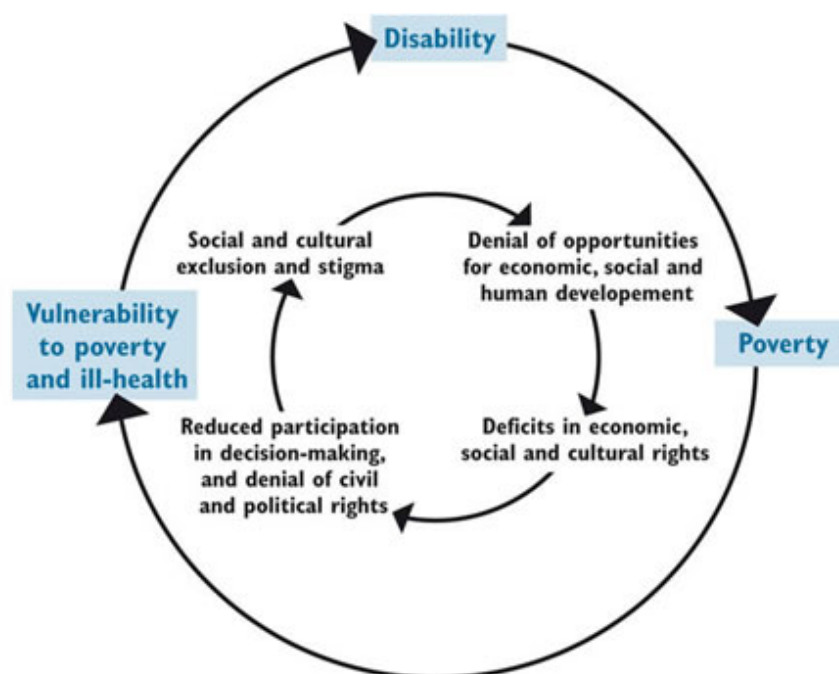 Disability
Social and cultural
exclusion and stigma
Denial of opportunities
for economic, social and
human developement
Vulnerability
to poverty
and ill-health
Poverty
Reduced participation
in decision-making,
and denial of civil
and political rights
Deficits in economic,
social and cultural rights